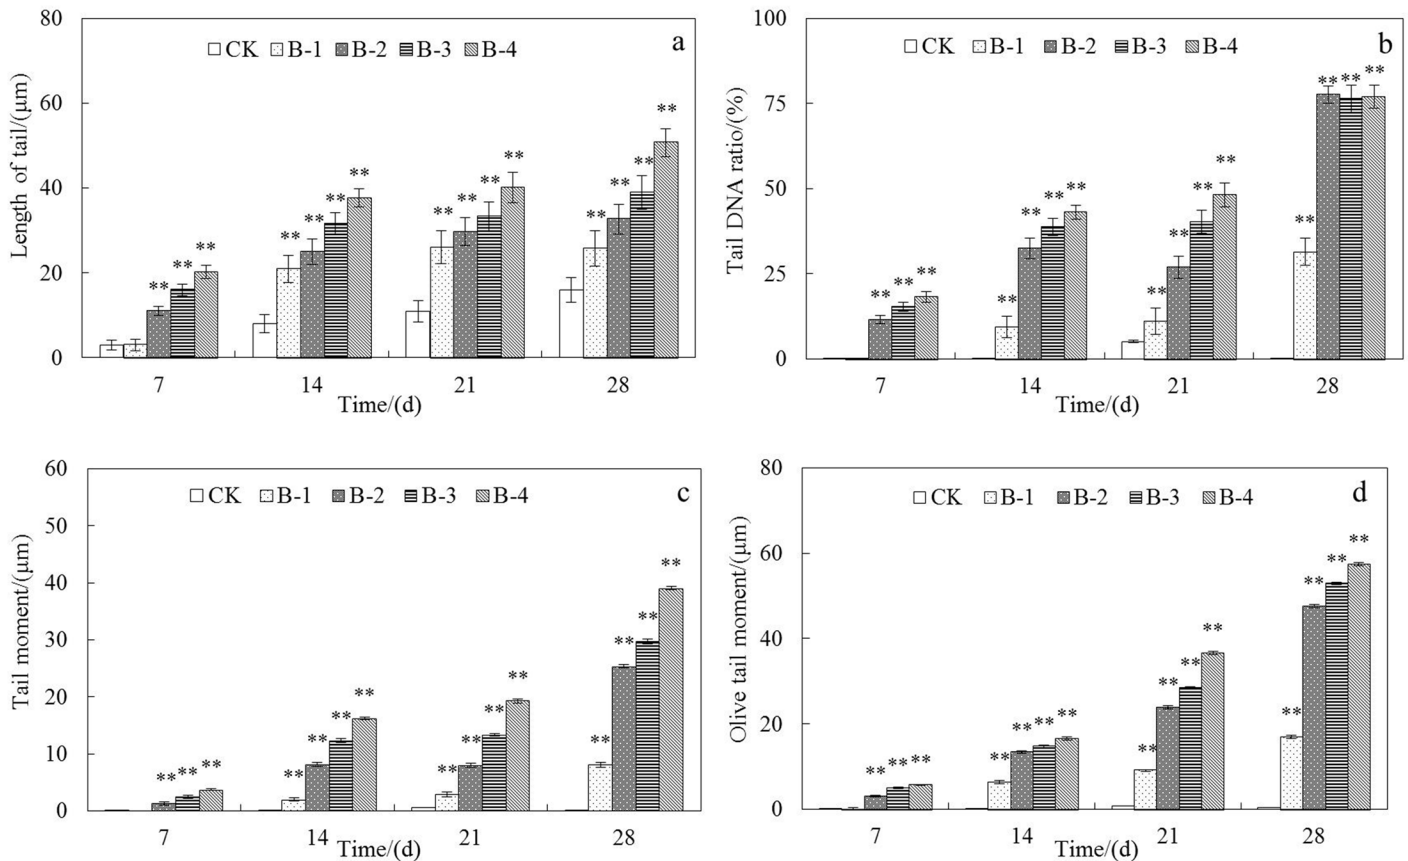 80
60
40
20
0
Length of tail/(μm)
CK B-1 B-2 B-3 B-4
a
** ** **
** ** ** **
** ** ** **
** ** ** **
7 14 21 28
Time/(d)
100
75
50
25
0
Tail DNA ratio/(%)
CK B-1 B-2 B-3 B-4
b
** ** **
** ** ** **
** ** ** **
** ** ** **
7 14 21 28
Time/(d)
60
50
40
30
20
10
0
Tail moment/(μm)
CK B-1 B-2 B-3 B-4
c
** ** **
** ** ** **
** ** ** **
** ** ** **
7 14 21 28
Time/(d)
80
60
40
20
0
Olive tail moment/(μm)
CK B-1 B-2 B-3 B-4
d
** ** **
** ** ** **
** ** ** **
** ** ** **
7 14 21 28
Time/(d)